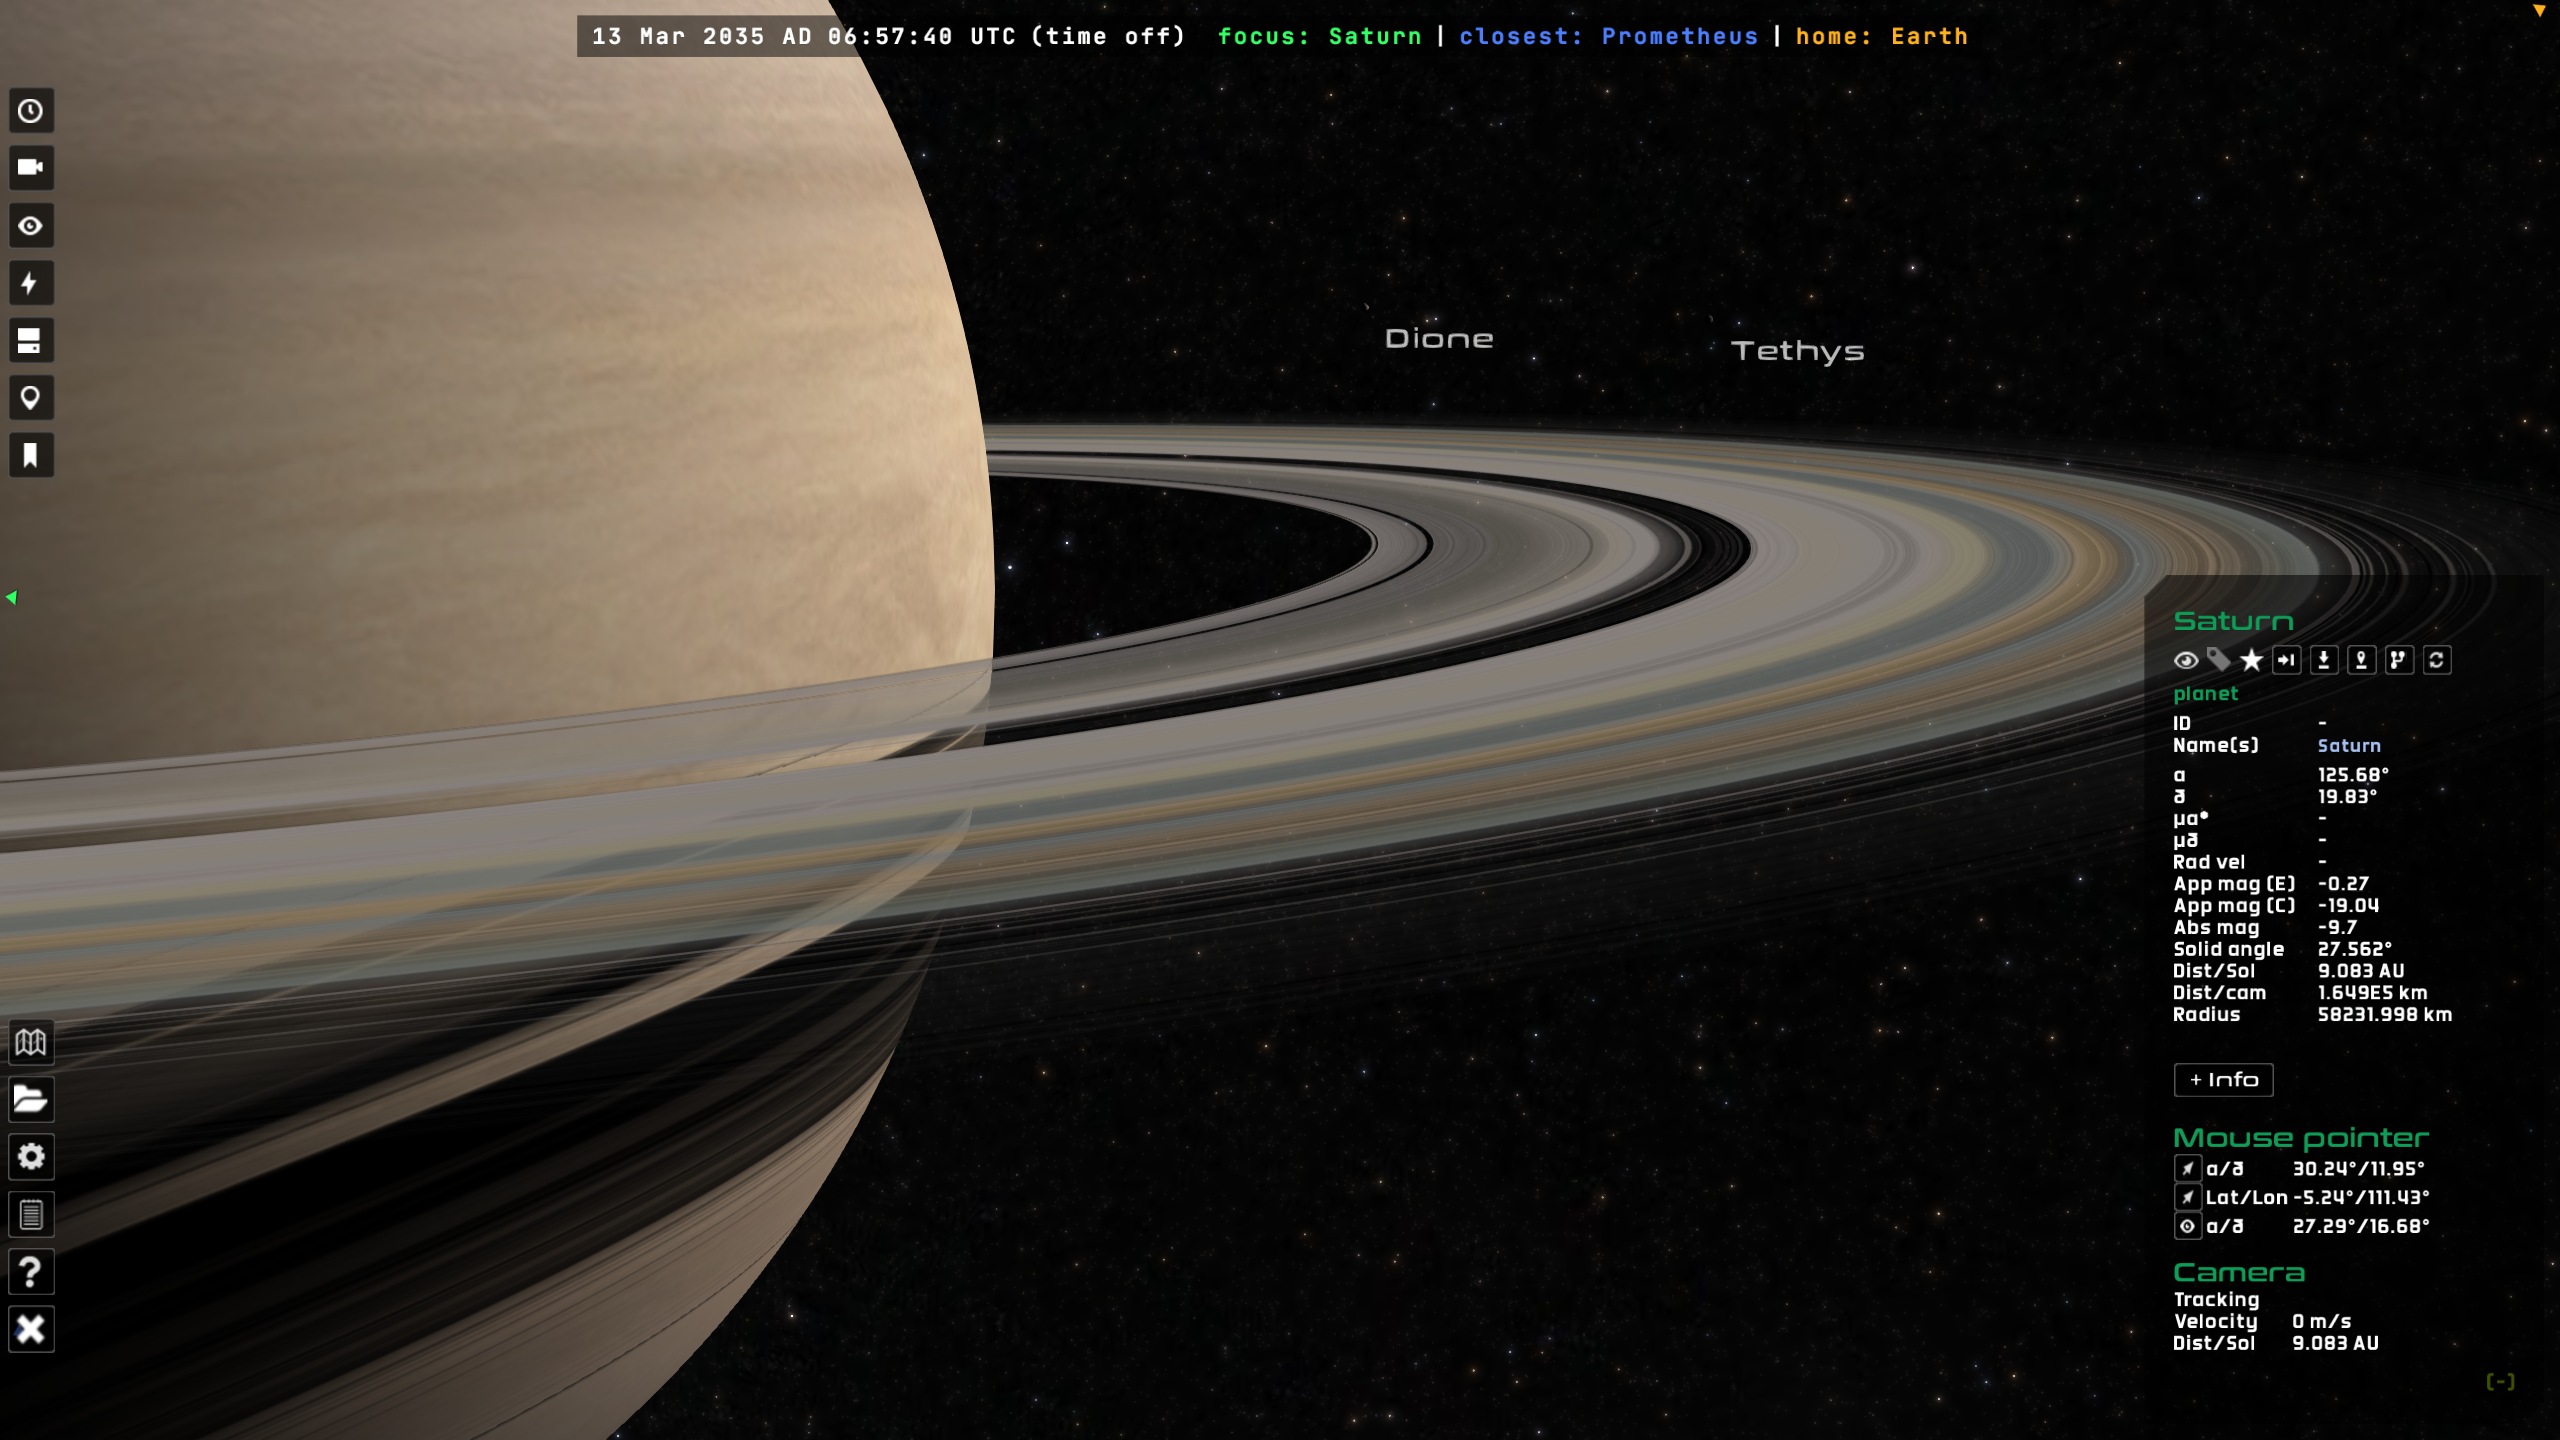 13 Mar 2035 AD 06:57:40 UTC (time off) focus: Saturn | closest: Prometheus | home: Earth
Dione
Tethys
Saturn
planet
ID -
Name(s) Saturn
α 125.68°
δ 19.83°
μα* -
μδ -
Rad vel -
App mag (E) -0.27
App mag (C) -19.04
Abs mag -9.7
Solid angle 27.562°
Dist/Sol 9.083 AU
Dist/cam 1.649E5 km
Radius 58231.998 km
+ Info
Mouse pointer
α/δ 30.24°/11.95°
Lat/Lon -5.24°/111.43°
α/δ 27.29°/16.68°
Camera
Tracking
Velocity 0 m/s
Dist/Sol 9.083 AU
(-)